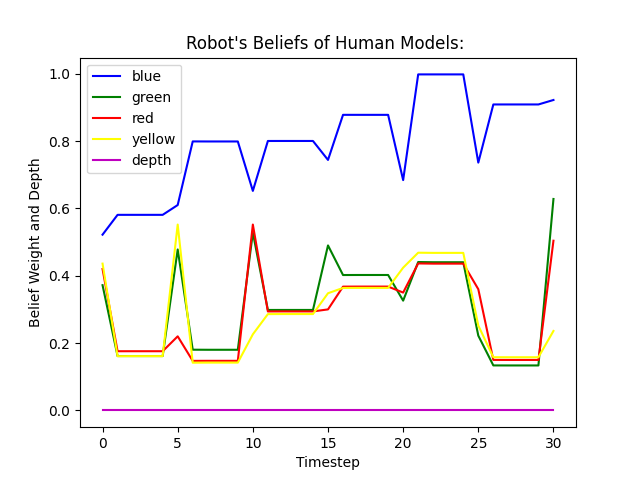 Robot's Beliefs of Human Models:
blue
green
red
yellow
depth
Belief Weight and Depth
1.0
0.8
0.6
0.4
0.2
0.0
0 5 10 15 20 25 30
Timestep